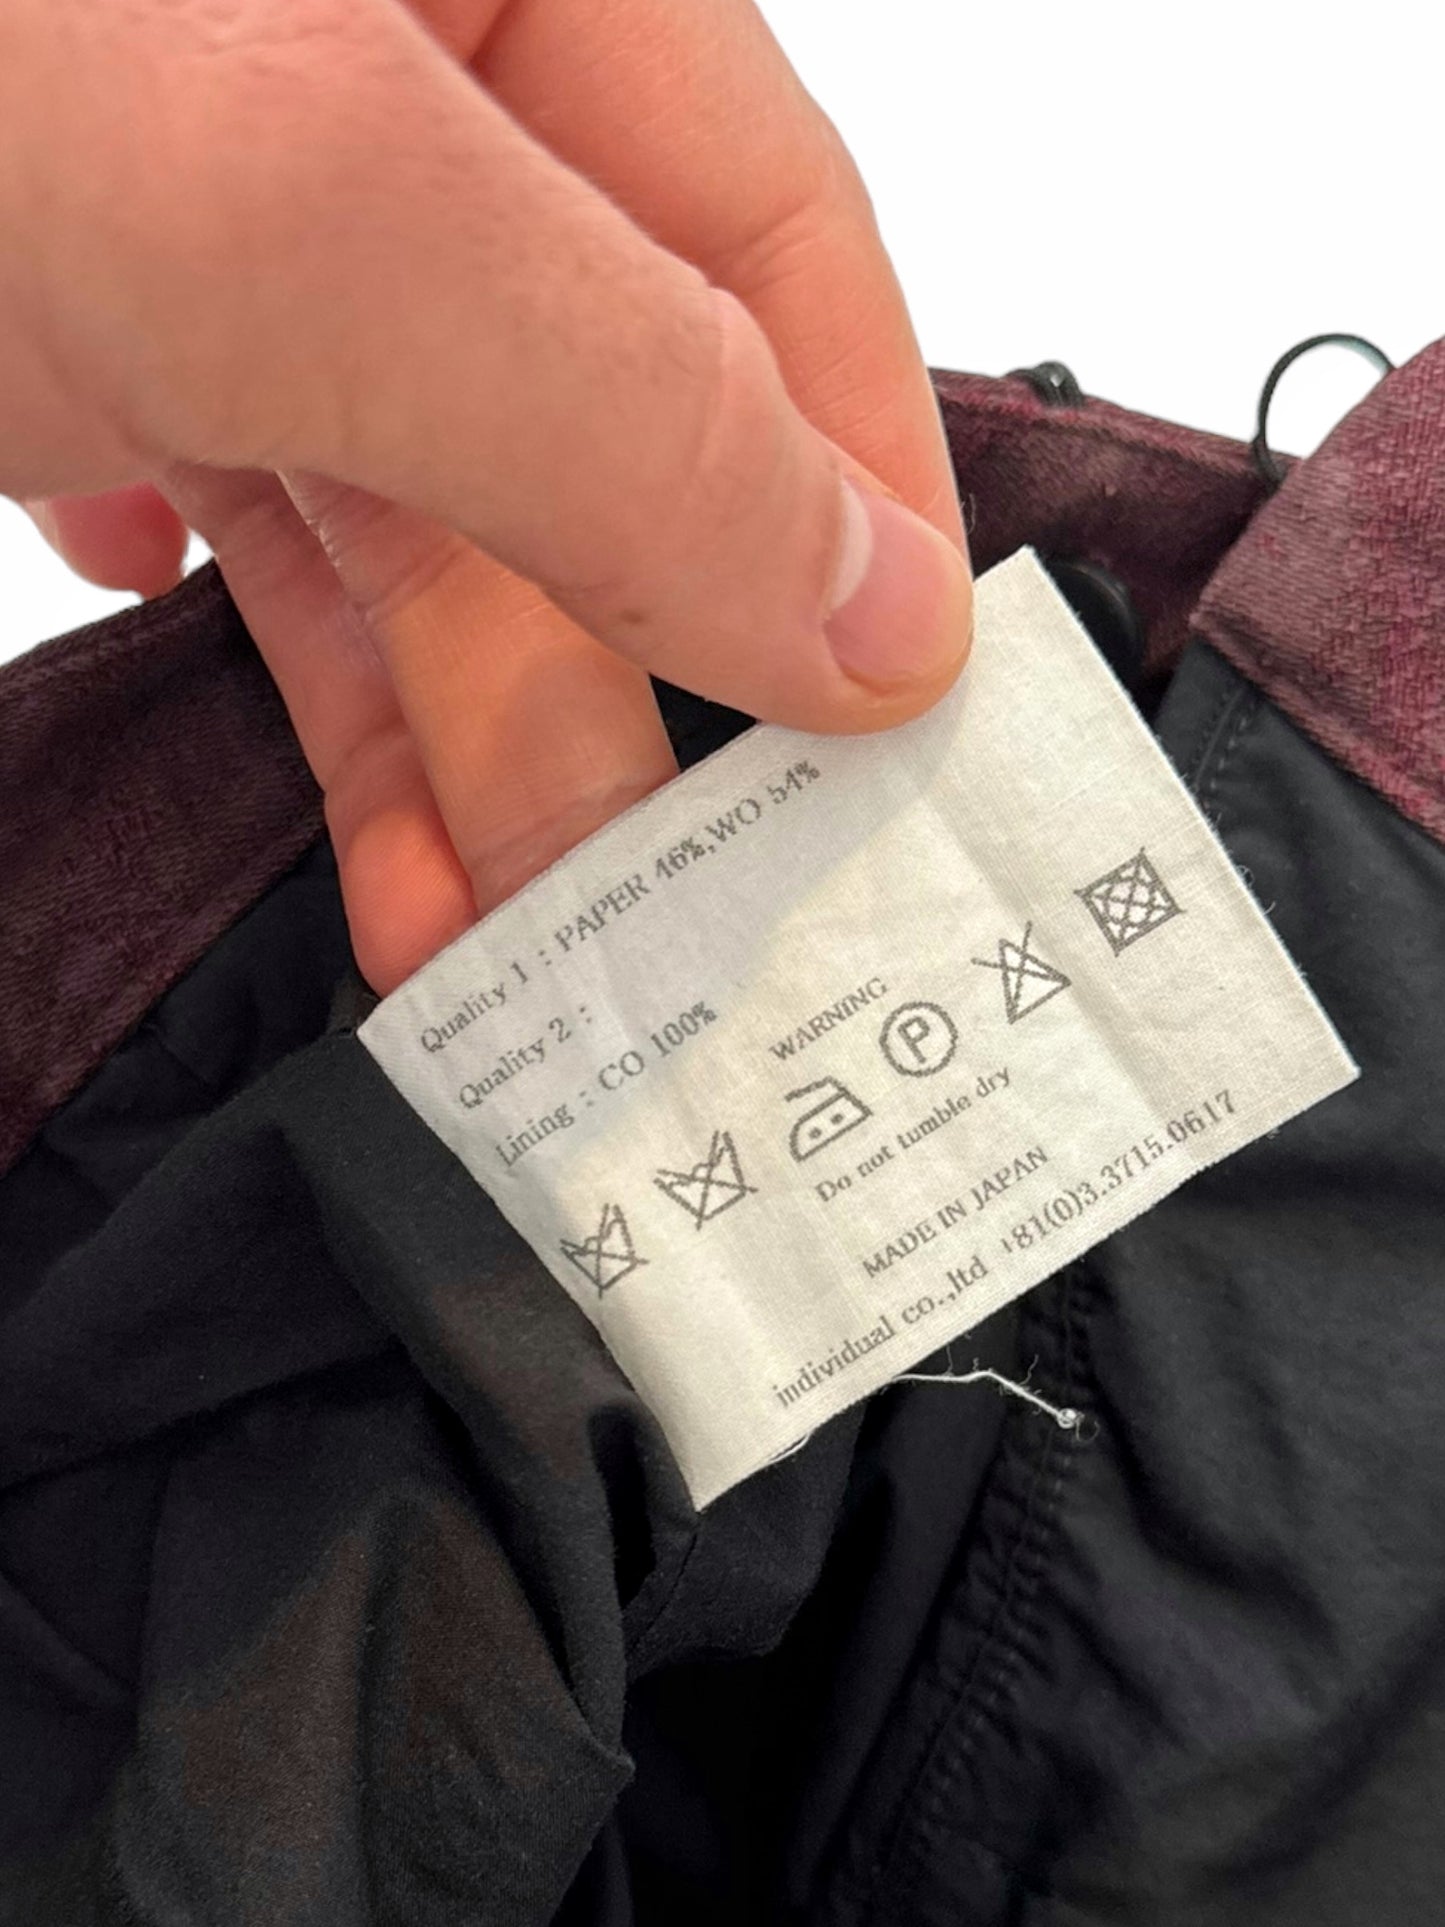 Quality 1 : PAPER 46%,WO 54%
Quality 2 :
Lining : CO 100%
WARNING
P
Do not tumble dry
MADE IN JAPAN
individual co.,ltd +81(0)3.3715.0617